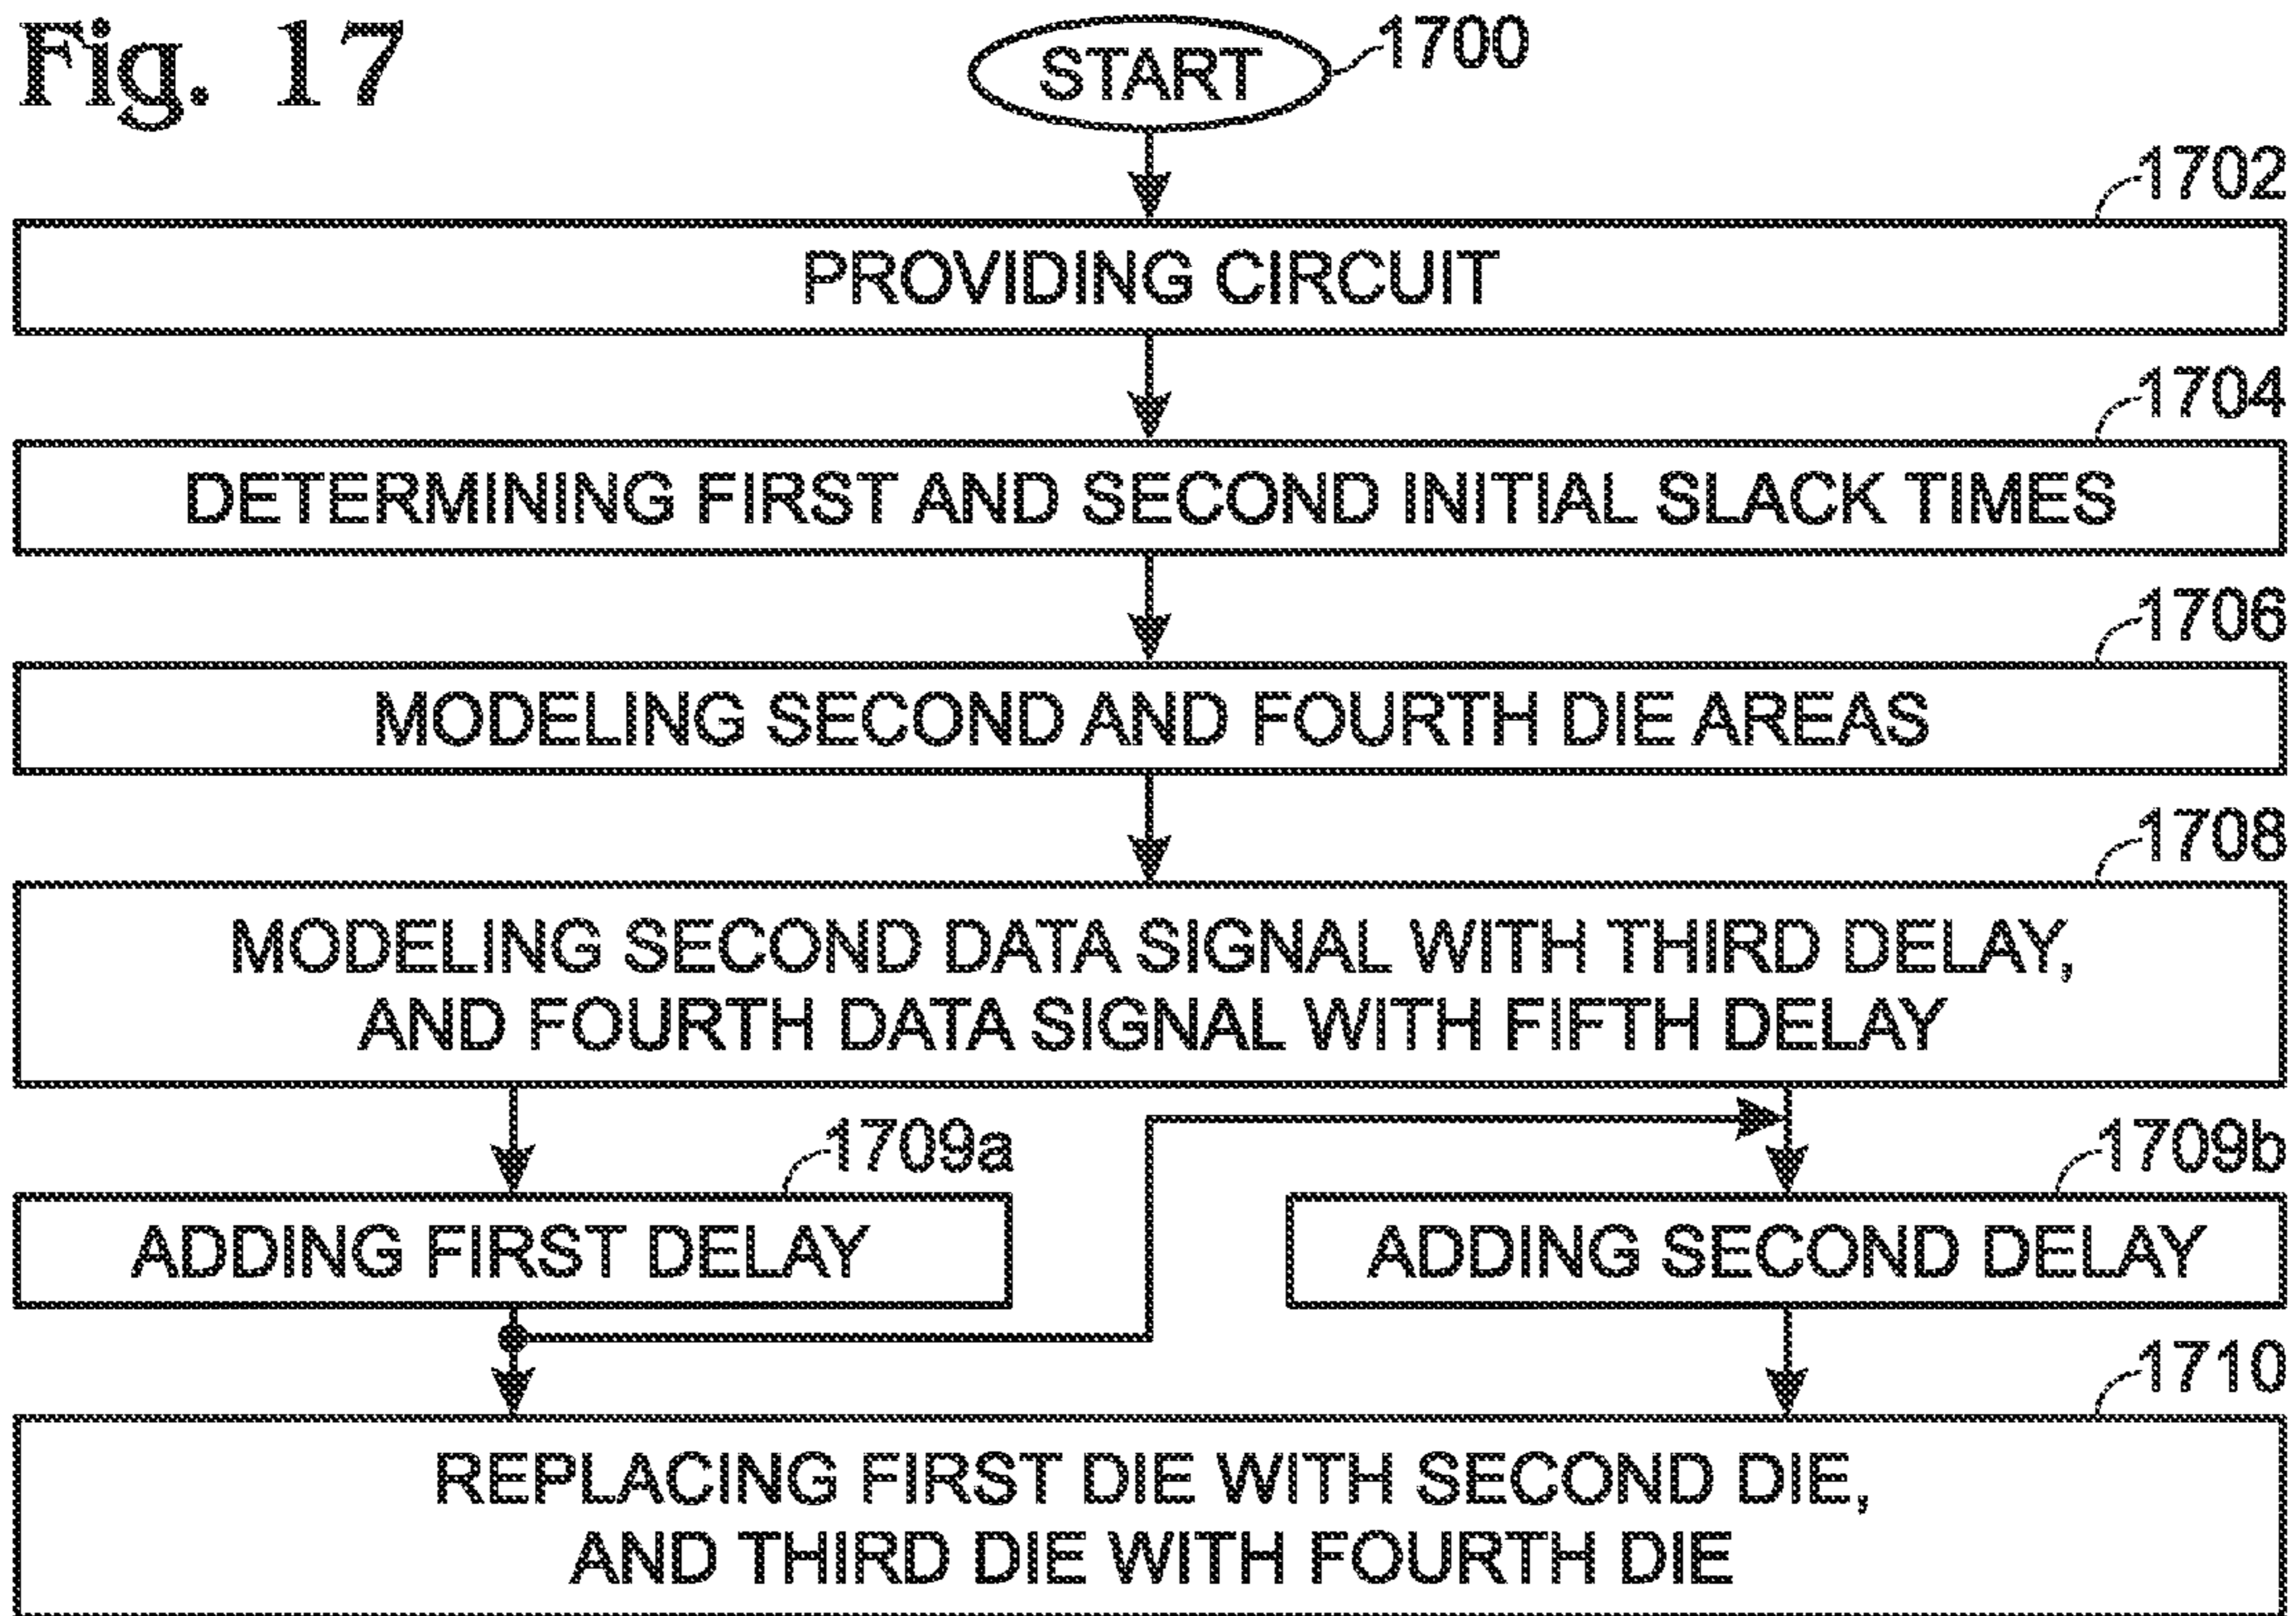 Fig. 17
START
1700
1702
PROVIDING CIRCUIT
1704
DETERMINING FIRST AND SECOND INITIAL SLACK TIMES
1706
MODELING SECOND AND FOURTH DIE AREAS
1708
MODELING SECOND DATA SIGNAL WITH THIRD DELAY,
AND FOURTH DATA SIGNAL WITH FIFTH DELAY
1709a
1709b
ADDING FIRST DELAY
ADDING SECOND DELAY
1710
REPLACING FIRST DIE WITH SECOND DIE,
AND THIRD DIE WITH FOURTH DIE